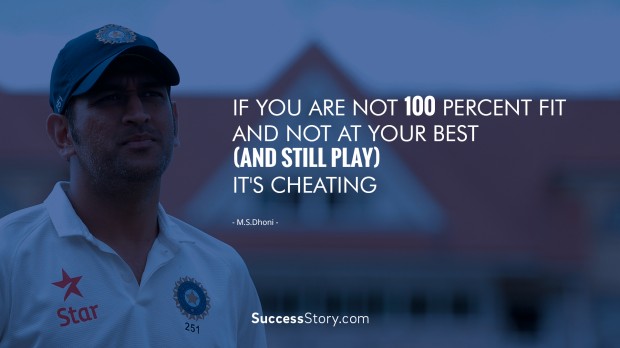 IF YOU ARE NOT 100 PERCENT FIT
AND NOT AT YOUR BEST
(AND STILL PLAY)
IT'S CHEATING
- M.S.Dhoni -
Star
251
SuccessStory.com